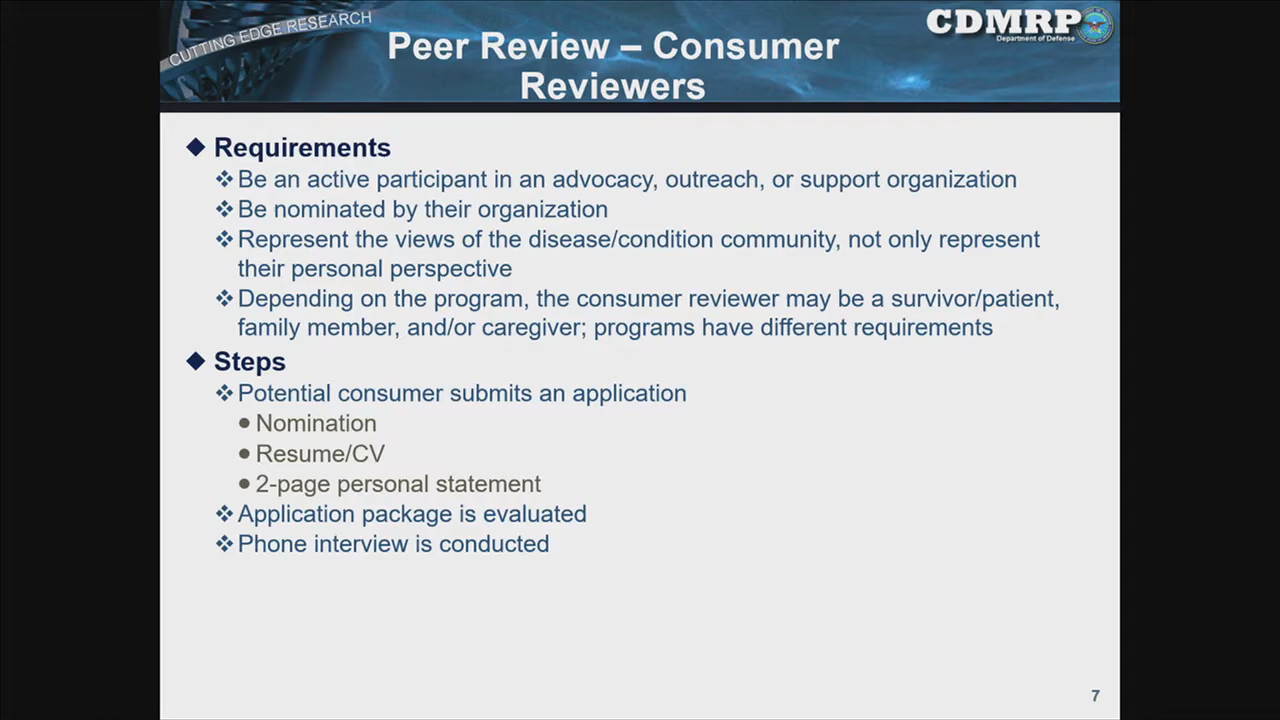 CUTTING EDGE RESEARCH
CDMRP
Department of Defense
Peer Review – Consumer
Reviewers
Requirements
Be an active participant in an advocacy, outreach, or support organization
Be nominated by their organization
Represent the views of the disease/condition community, not only represent
their personal perspective
Depending on the program, the consumer reviewer may be a survivor/patient,
family member, and/or caregiver; programs have different requirements
Steps
Potential consumer submits an application
Nomination
Resume/CV
2-page personal statement
Application package is evaluated
Phone interview is conducted
7